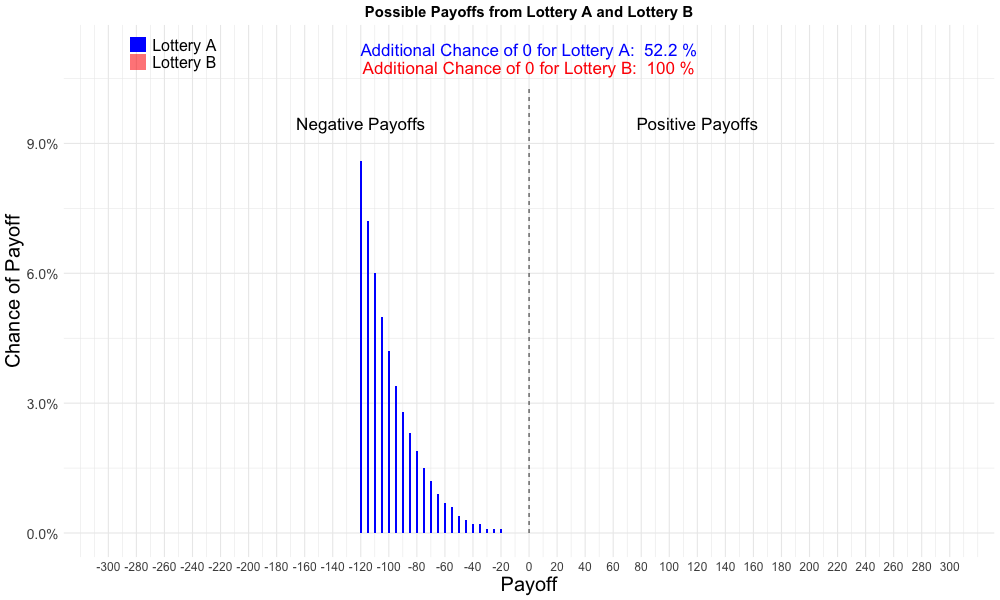 Possible Payoffs from Lottery A and Lottery B
Lottery A
Lottery B
Additional Chance of 0 for Lottery A:  52.2 %
Additional Chance of 0 for Lottery B:  100 %
Negative Payoffs
Positive Payoffs
Chance of Payoff
9.0%
6.0%
3.0%
0.0%
-300 -280 -260 -240 -220 -200 -180 -160 -140 -120 -100 -80 -60 -40 -20 0 20 40 60 80 100 120 140 160 180 200 220 240 260 280 300
Payoff